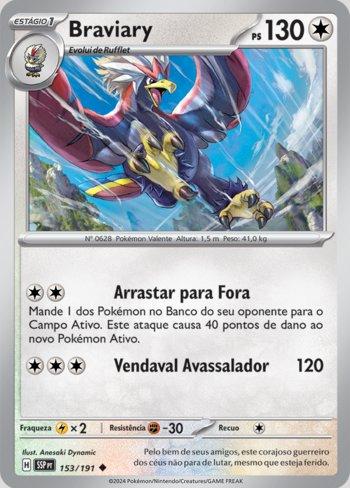 ESTÁGIO 1
Braviary
PS 130
Evolui de Rufflet
Nº 0628 Pokémon Valente Altura: 1,5 m Peso: 41,0 kg
Arrastar para Fora
Mande 1 dos Pokémon no Banco do seu oponente para o
Campo Ativo. Este ataque causa 40 pontos de dano ao
novo Pokémon Ativo.
Vendaval Avassalador 120
Fraqueza × 2 Resistência -30 Recuo
Ilust. Anesaki Dynamic
H SSP PT 153/191
Pelo bem de seus amigos, este corajoso guerreiro
dos céus não para de lutar, mesmo que esteja ferido.
©2024 Pokémon/Nintendo/Creatures/GAME FREAK